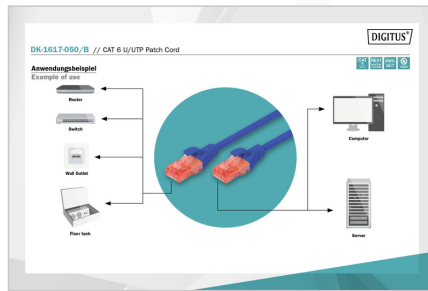 DIGITUS®
DK-1617-050/B // CAT 6 U/UTP Patch Cord
Anwendungsbeispiel
Example of use
Router
Switch
Wall Outlet
Floor tank
Computer
Server